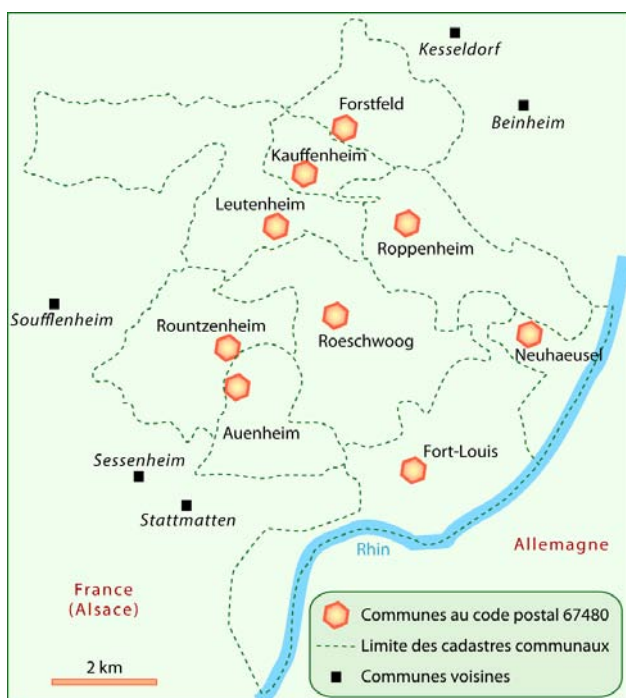 Kesseldorf
Forstfeld
Beinheim
Kauffenheim
Leutenheim
Roppenheim
Soufflenheim
Rountzenheim
Roeschwoog
Neuhaeusel
Auenheim
Fort-Louis
Sessenheim
Stattmatten
Rhin
Allemagne
France
(Alsace)
Communes au code postal 67480
Limite des cadastres communaux
Communes voisines
2 km